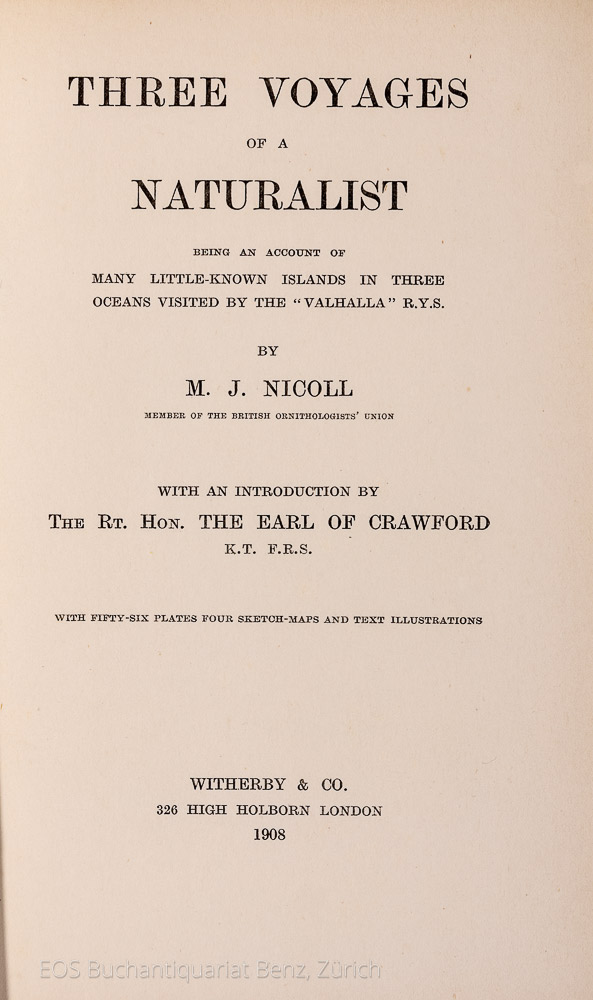 THREE VOYAGES
OF A
NATURALIST
BEING AN ACCOUNT OF
MANY LITTLE-KNOWN ISLANDS IN THREE
OCEANS VISITED BY THE "VALHALLA" R.Y.S.
BY
M. J. NICOLL
MEMBER OF THE BRITISH ORNITHOLOGISTS' UNION
WITH AN INTRODUCTION BY
THE RT. HON. THE EARL OF CRAWFORD
K.T. F.R.S.
WITH FIFTY-SIX PLATES FOUR SKETCH-MAPS AND TEXT ILLUSTRATIONS
WITHERBY & CO.
326 HIGH HOLBORN LONDON
1908
EOS Buchantiquariat Benz, Zürich